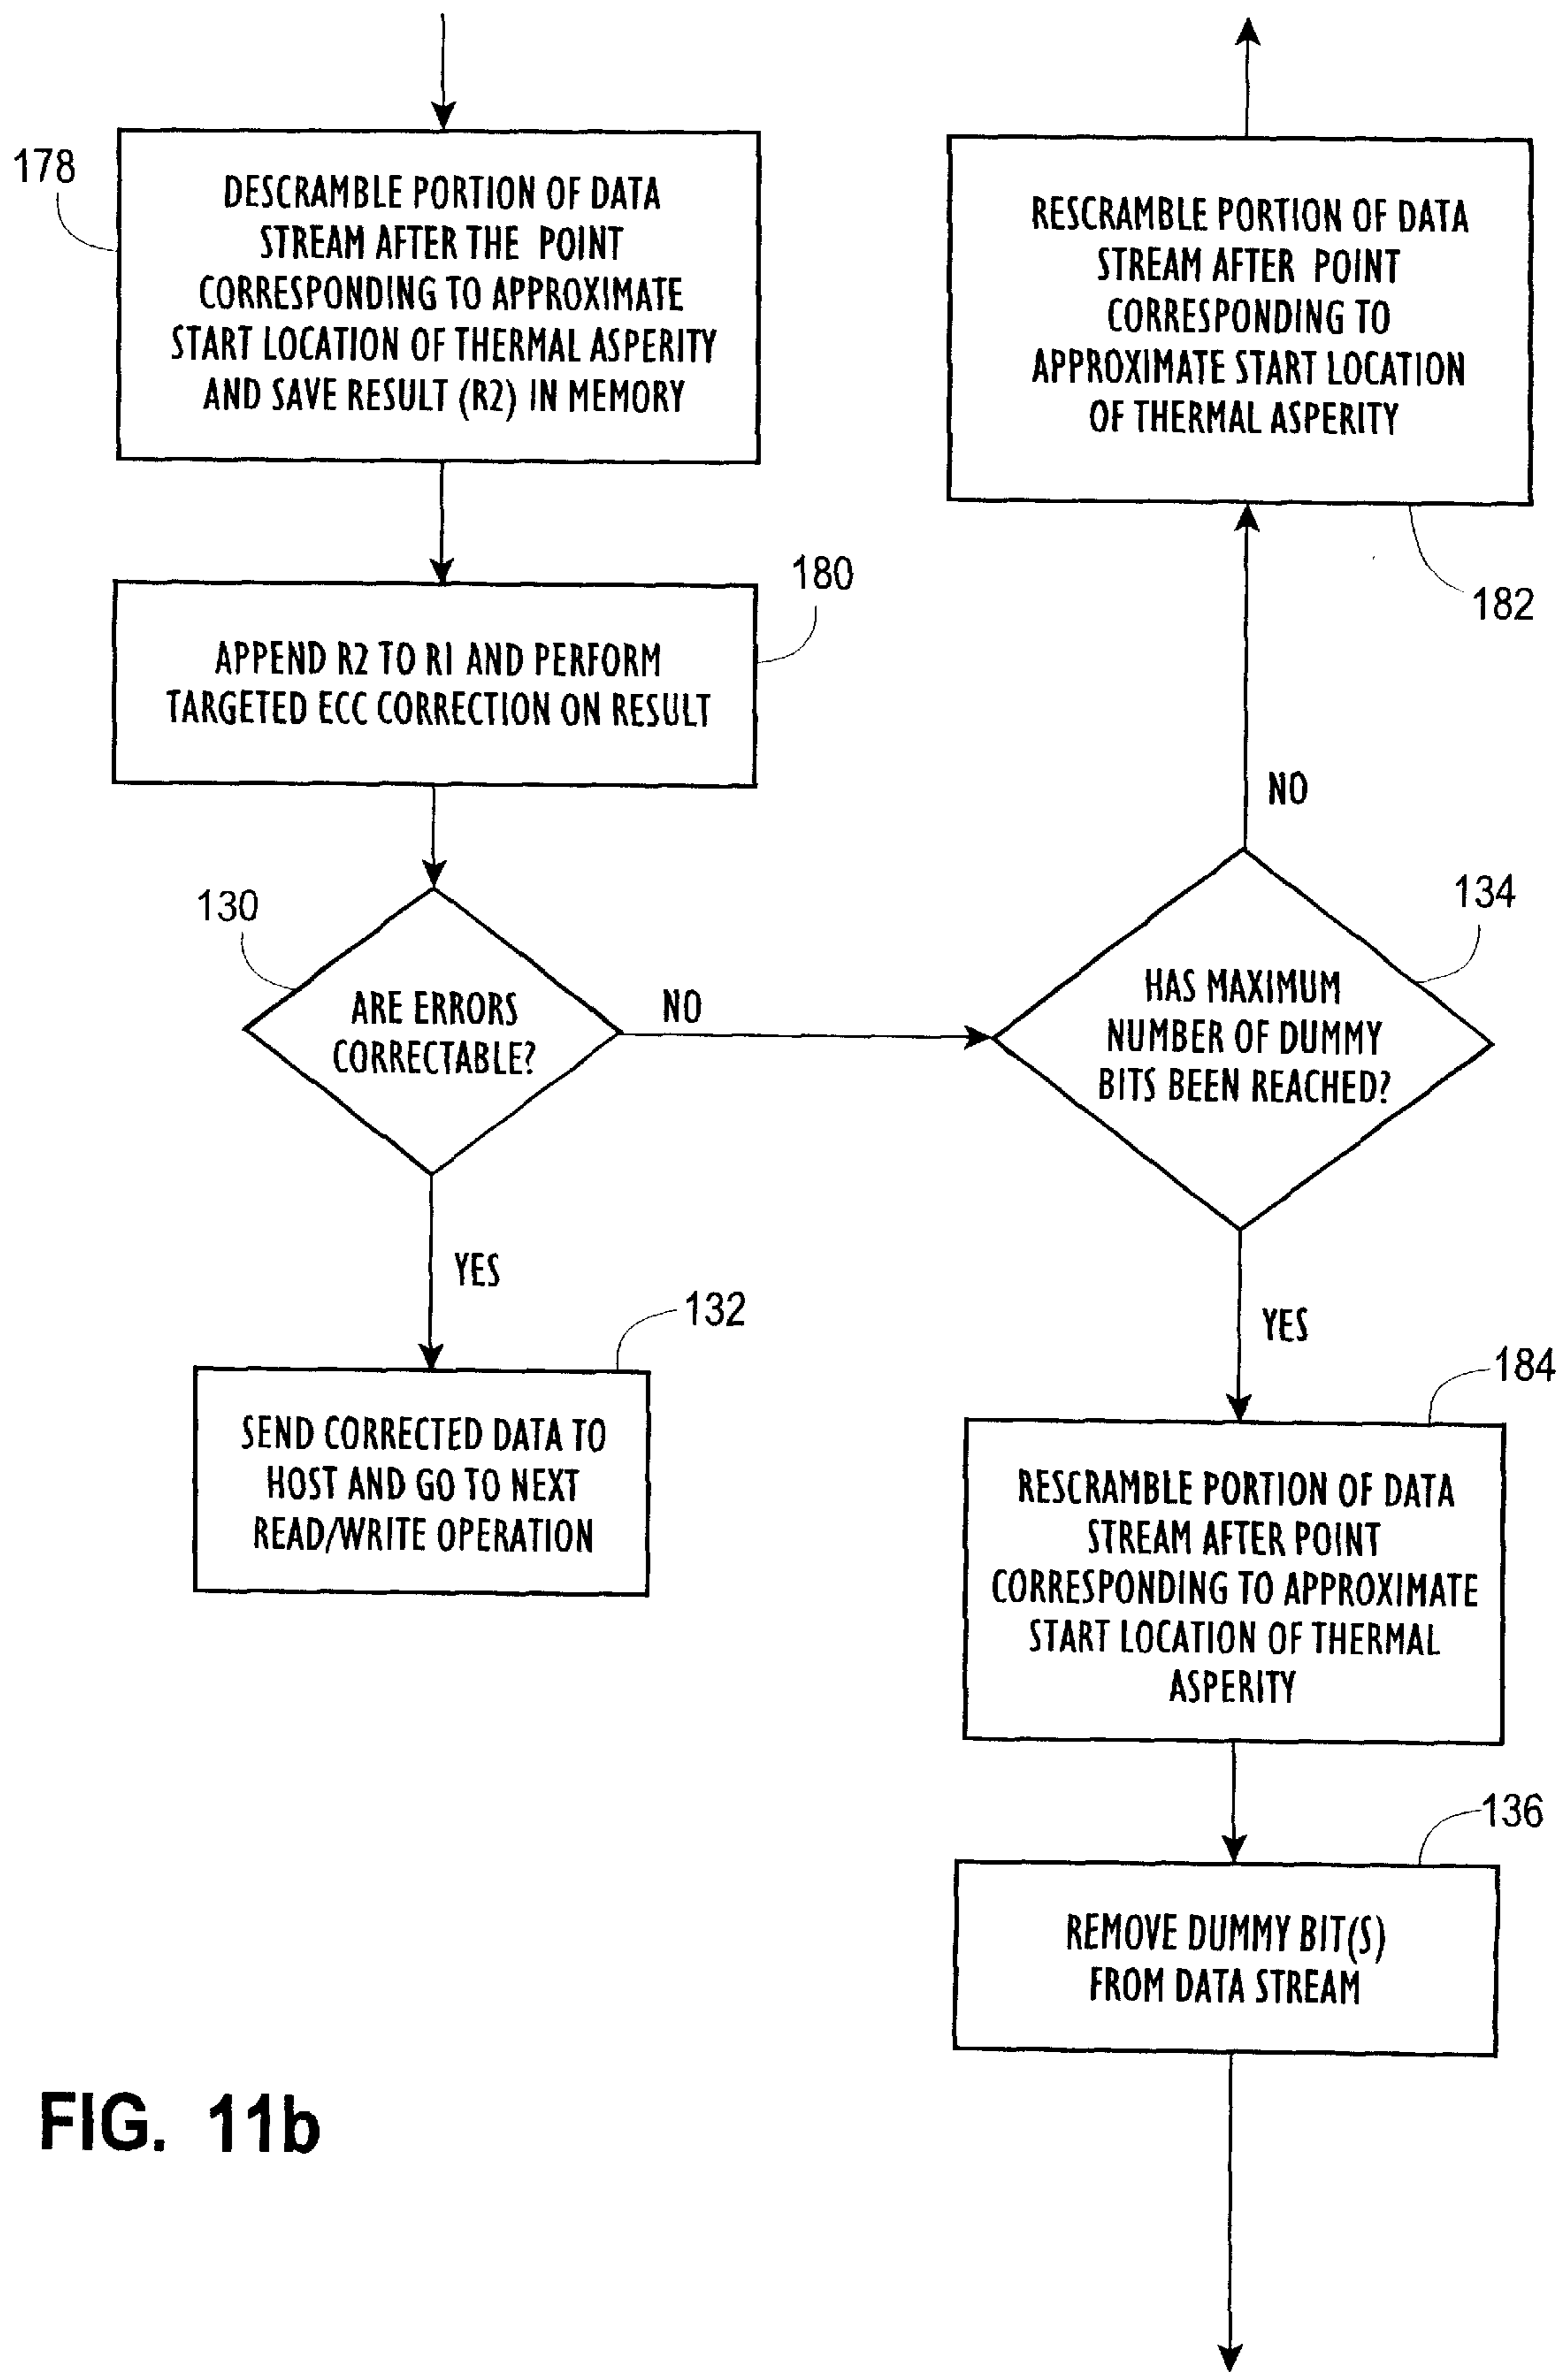 178
DESCRAMBLE PORTION OF DATA
STREAM AFTER THE POINT
CORRESPONDING TO APPROXIMATE
START LOCATION OF THERMAL ASPERITY
AND SAVE RESULT (R2) IN MEMORY
180
APPEND R2 TO R1 AND PERFORM
TARGETED ECC CORRECTION ON RESULT
130
ARE ERRORS
CORRECTABLE?
NO
YES
132
SEND CORRECTED DATA TO
HOST AND GO TO NEXT
READ/WRITE OPERATION
RESCRAMBLE PORTION OF DATA
STREAM AFTER POINT
CORRESPONDING TO
APPROXIMATE START LOCATION
OF THERMAL ASPERITY
182
NO
134
HAS MAXIMUM
NUMBER OF DUMMY
BITS BEEN REACHED?
YES
184
RESCRAMBLE PORTION OF DATA
STREAM AFTER POINT
CORRESPONDING TO APPROXIMATE
START LOCATION OF THERMAL
ASPERITY
136
REMOVE DUMMY BIT(S)
FROM DATA STREAM
FIG. 11b